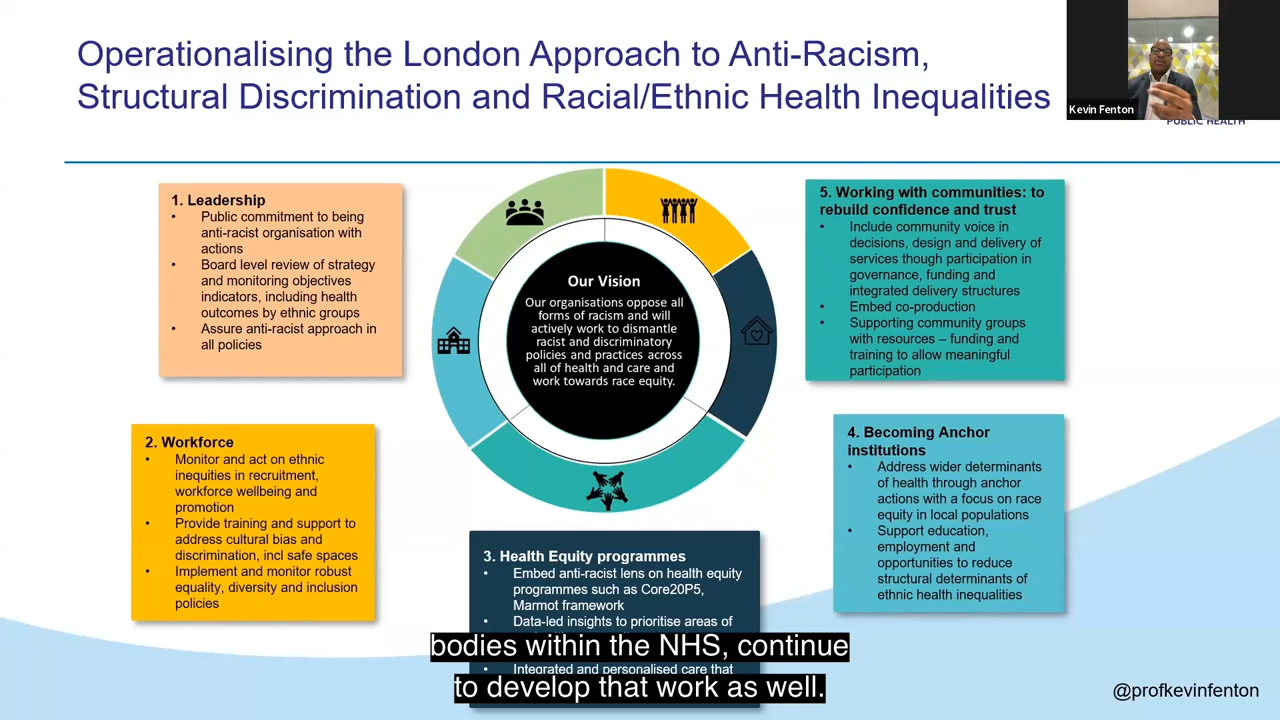 Operationalising the London Approach to Anti-Racism,
Structural Discrimination and Racial/Ethnic Health Inequalities
Kevin Fenton
PUBLIC HEALTH
1. Leadership
• Public commitment to being
anti-racist organisation with
actions
• Board level review of strategy
and monitoring objectives
indicators, including health
outcomes by ethnic groups
• Assure anti-racist approach in
all policies
2. Workforce
• Monitor and act on ethnic
inequities in recruitment,
workforce wellbeing and
promotion
• Provide training and support to
address cultural bias and
discrimination, incl safe spaces
• Implement and monitor robust
equality, diversity and inclusion
policies
Our Vision
Our organisations oppose all
forms of racism and will
actively work to dismantle
racist and discriminatory
policies and practices across
all of health and care and
work towards race equity.
3. Health Equity programmes
• Embed anti-racist lens on health equity
programmes such as Core20P5,
Marmot framework
• Data-led insights to prioritise areas of
Integrated and personalised care that
5. Working with communities: to
rebuild confidence and trust
• Include community voice in
decisions, design and delivery of
services though participation in
governance, funding and
integrated delivery structures
• Embed co-production
• Supporting community groups
with resources – funding and
training to allow meaningful
participation
4. Becoming Anchor
institutions
• Address wider determinants
of health through anchor
actions with a focus on race
equity in local populations
• Support education,
employment and
opportunities to reduce
structural determinants of
ethnic health inequalities
bodies within the NHS, continue
to develop that work as well.
@profkevinfenton